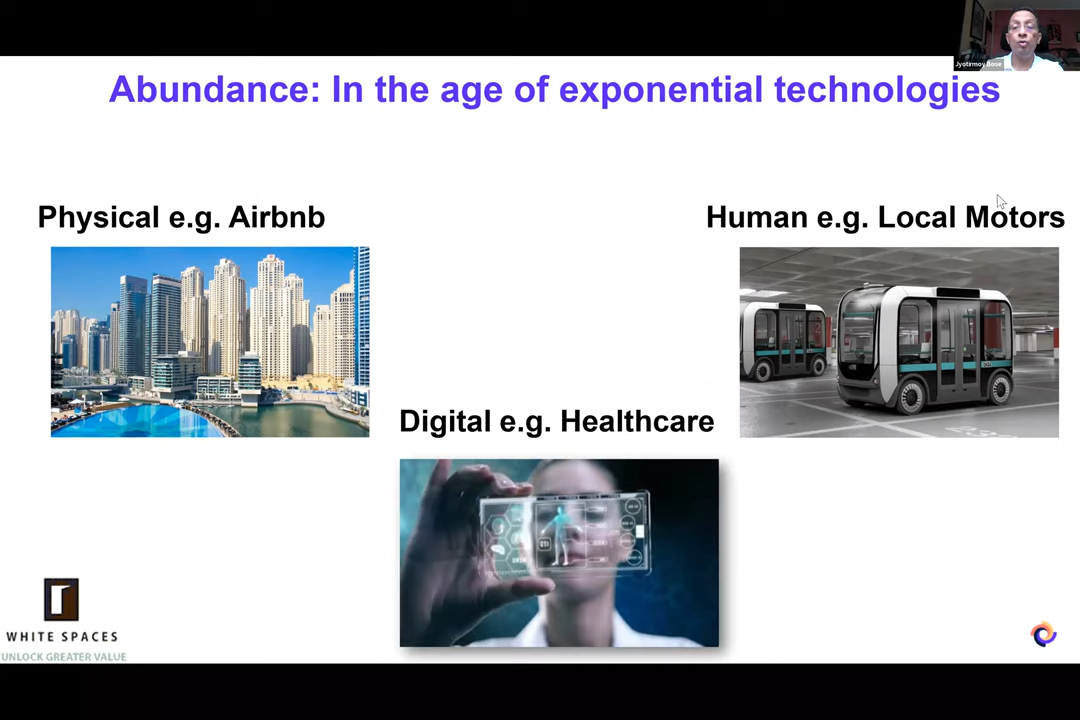 Jyotirmoy Bose
Abundance: In the age of exponential technologies
Physical e.g. Airbnb
Human e.g. Local Motors
Digital e.g. Healthcare
WHITE SPACES
UNLOCK GREATER VALUE